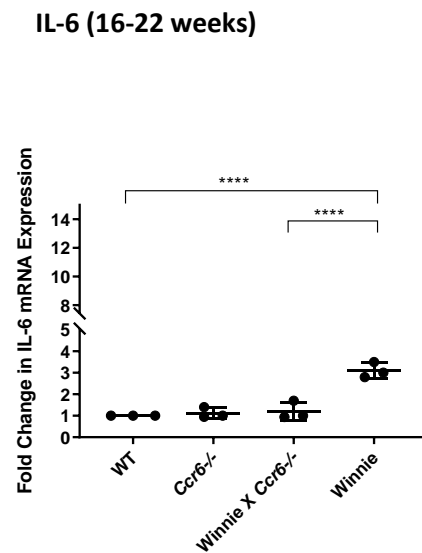 IL-6 (16-22 weeks)
Fold Change in IL-6 mRNA Expression
****
****
14
12
10
8
5
4
3
2
1
0
WT
Ccr6-/-
Winnie X Ccr6-/-
Winnie